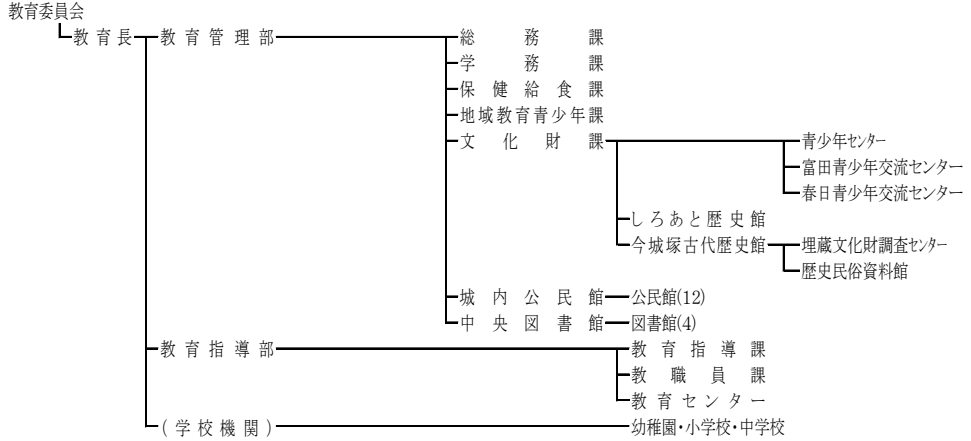 教育委員会
教育長
教育管理部
総務課
学務課
保健給食課
地域教育青少年課
文化財課
青少年センター
富田青少年交流センター
春日青少年交流センター
しろあと歴史館
今城塚古代歴史館
埋蔵文化財調査センター
歴史民俗資料館
城内公民館
公民館(12)
中央図書館
図書館(4)
教育指導部
教育指導課
教職員課
教育センター
(学校機関)
幼稚園・小学校・中学校